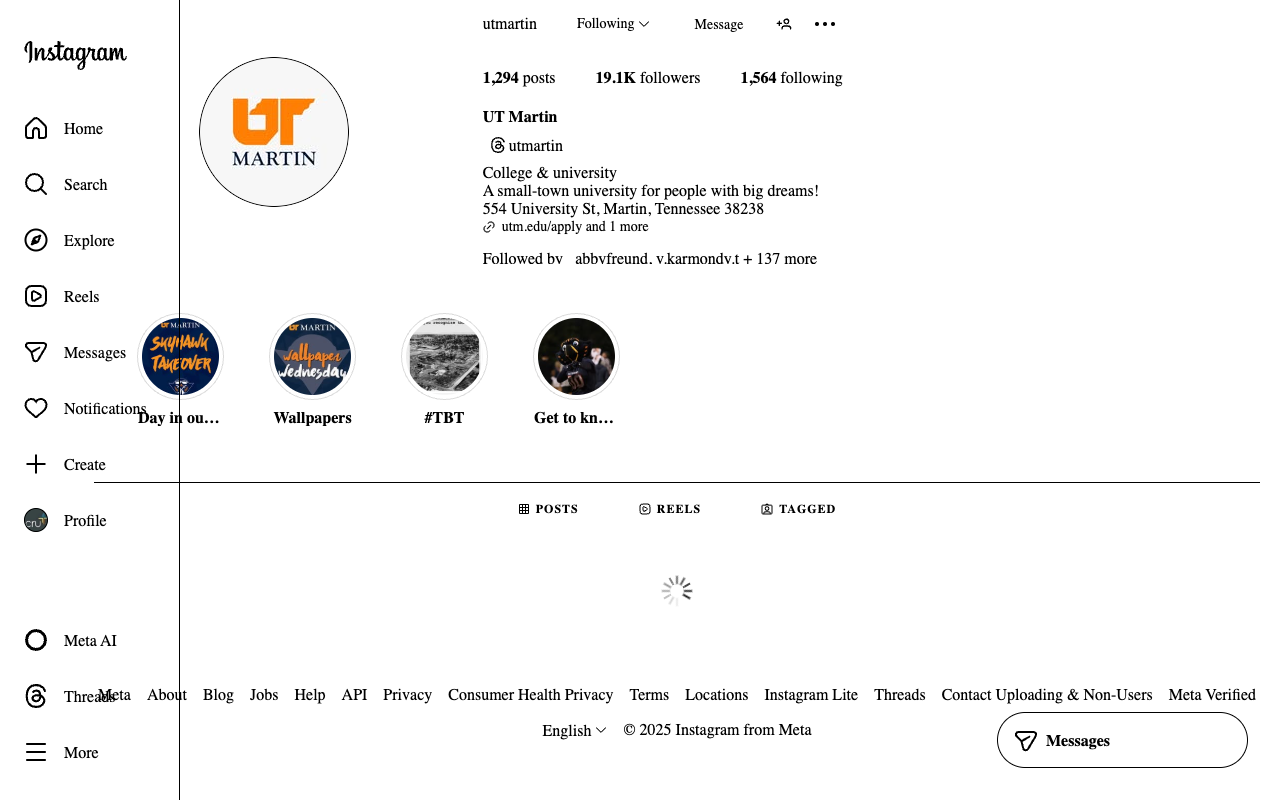 Instagram
Home
Search
Explore
Reels
Messages
Notifications
Create
Profile
Meta AI
Threads
More
utmartin
Following
Message
1,294 posts
19.1K followers
1,564 following
UT
MARTIN
UT Martin
utmartin
College & university
A small-town university for people with big dreams!
554 University St, Martin, Tennessee 38238
utm.edu/apply and 1 more
Followed by abbyfreund, v.karmondy.t + 137 more
UT MARTIN
SKYHAWK
TAKEOVER
Day in ou…
UT MARTIN
wallpaper
Wednesday
Wallpapers
#TBT
Get to kn…
POSTS
REELS
TAGGED
Meta About Blog Jobs Help API Privacy Consumer Health Privacy Terms Locations Instagram Lite Threads Contact Uploading & Non-Users Meta Verified
English © 2025 Instagram from Meta
Messages